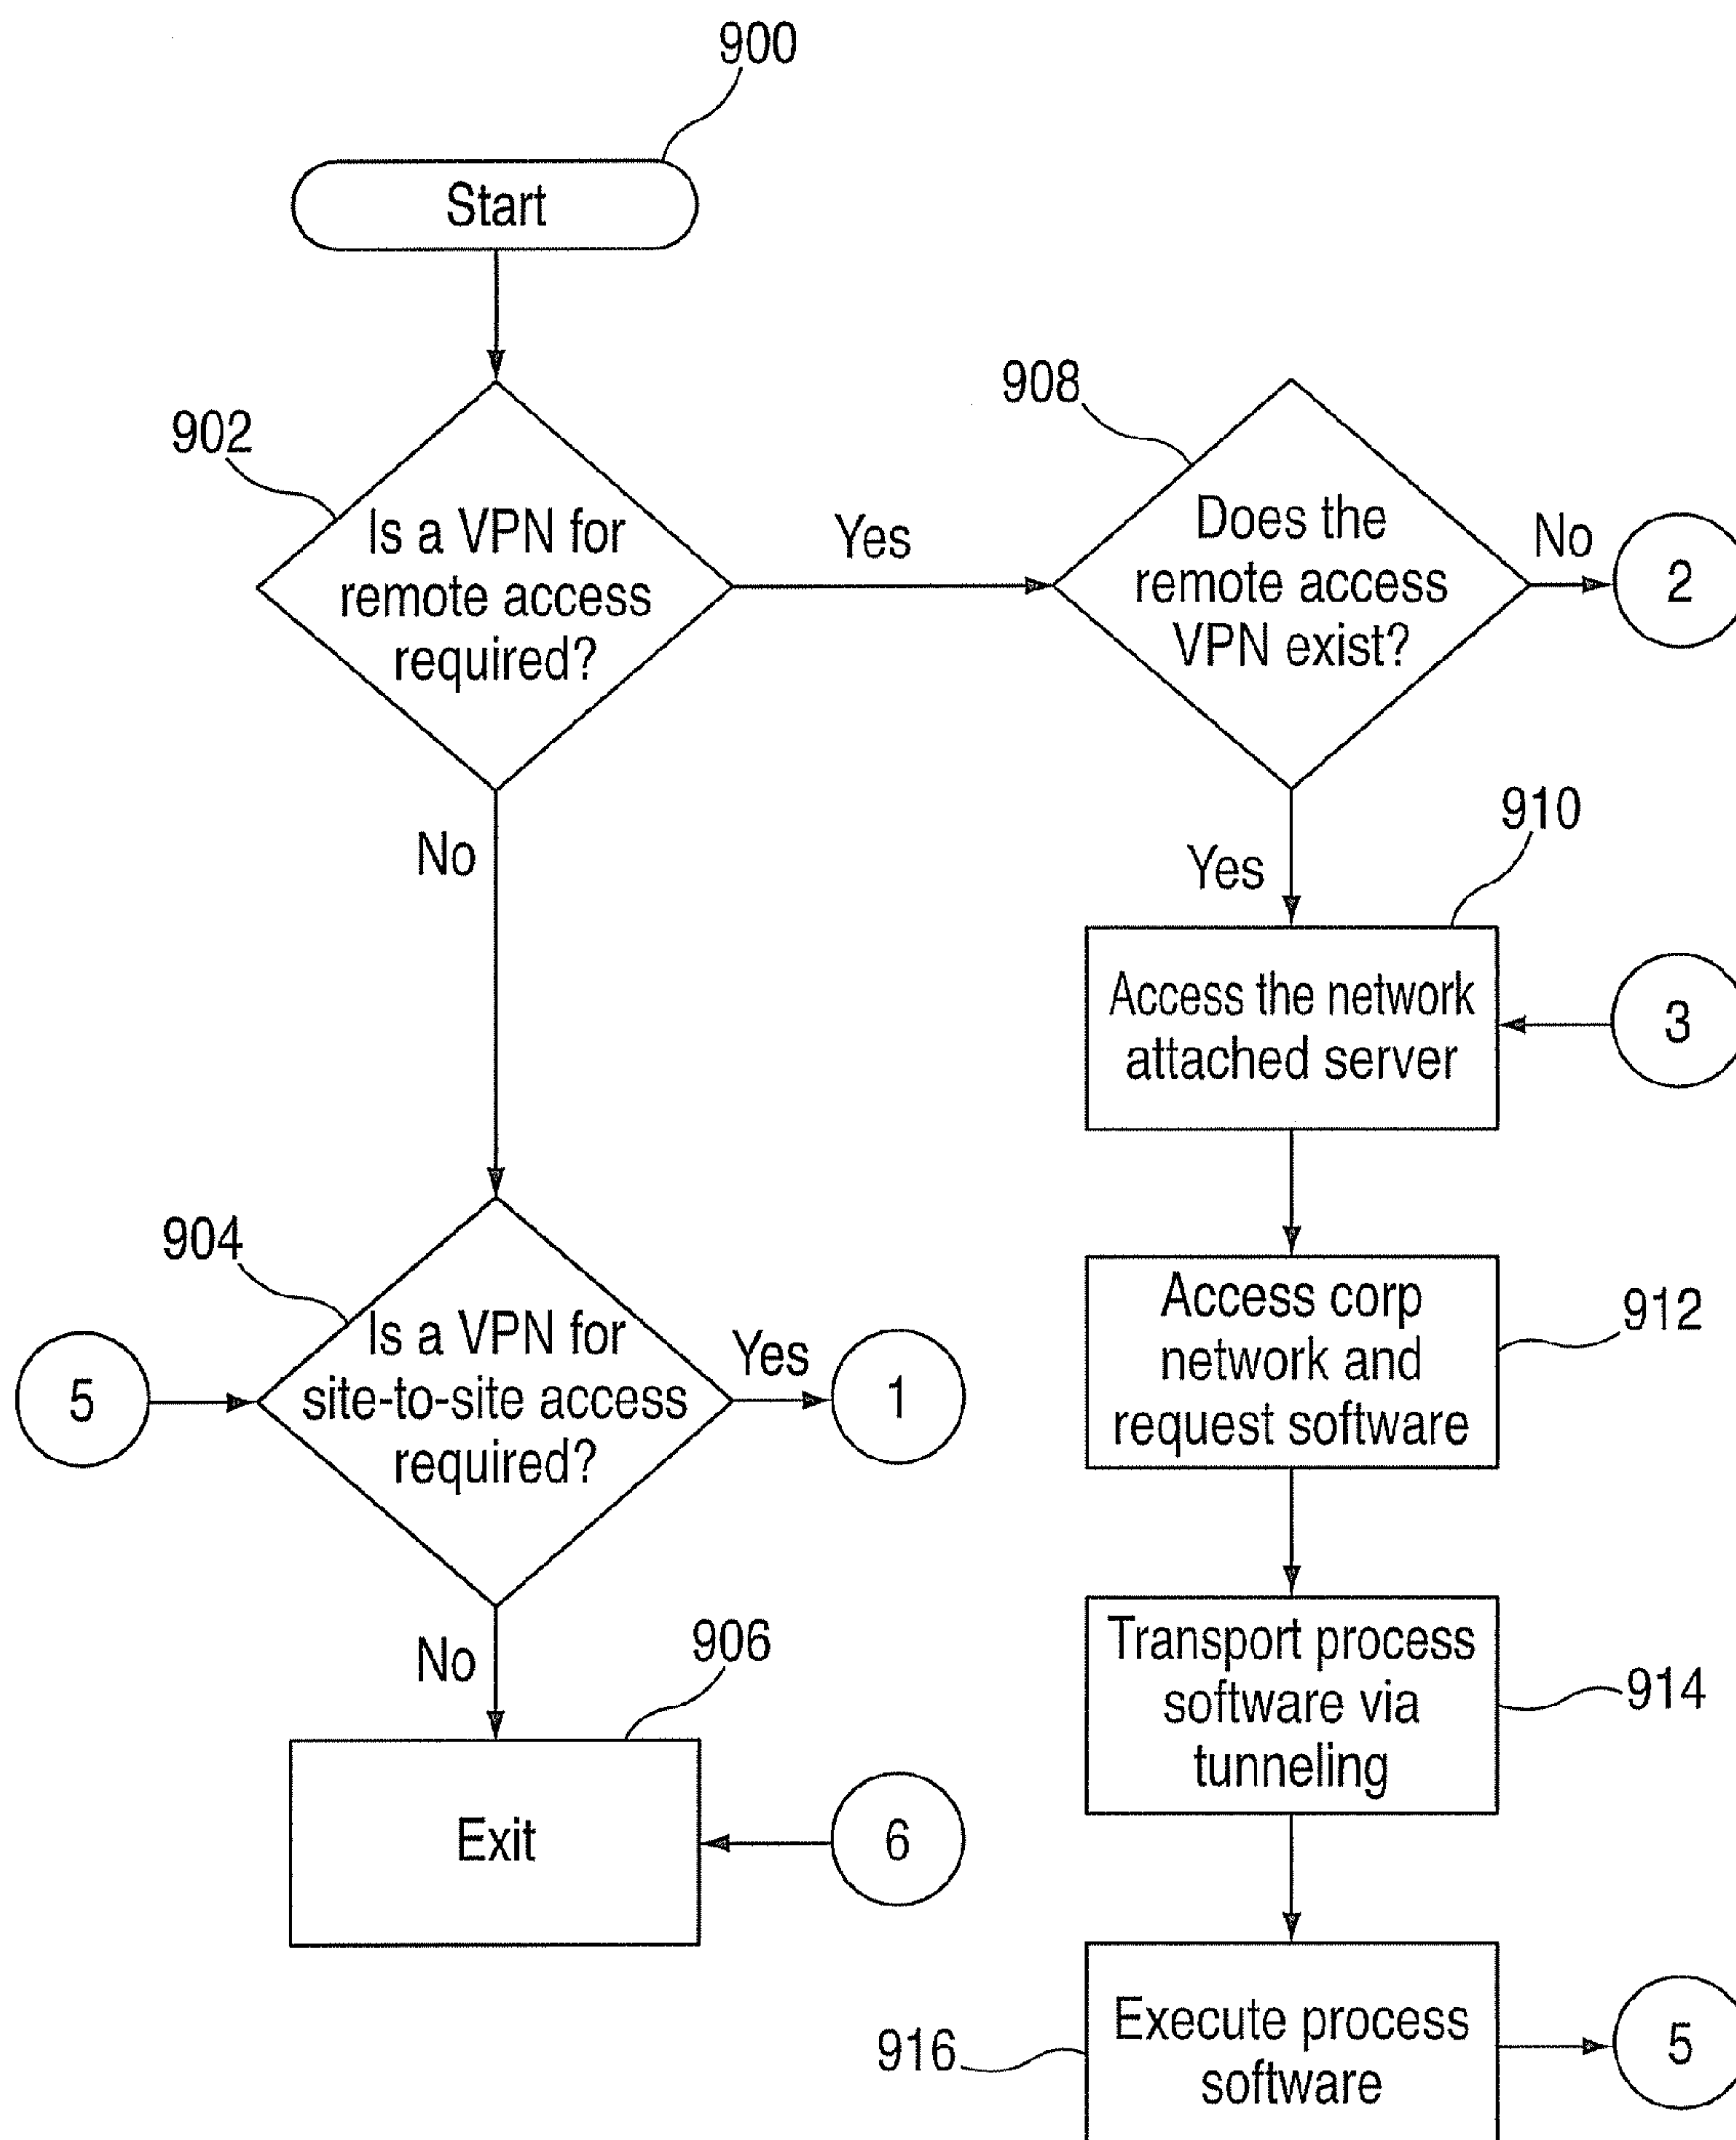 900
Start
902
Is a VPN for
remote access
required?
Yes
908
Does the
remote access
VPN exist?
No
2
No
Yes
910
Access the network
attached server
3
904
5
Is a VPN for
site-to-site access
required?
Yes
1
Access corp
network and
request software
912
No
906
Exit
6
Transport process
software via
tunneling
914
916
Execute process
software
5